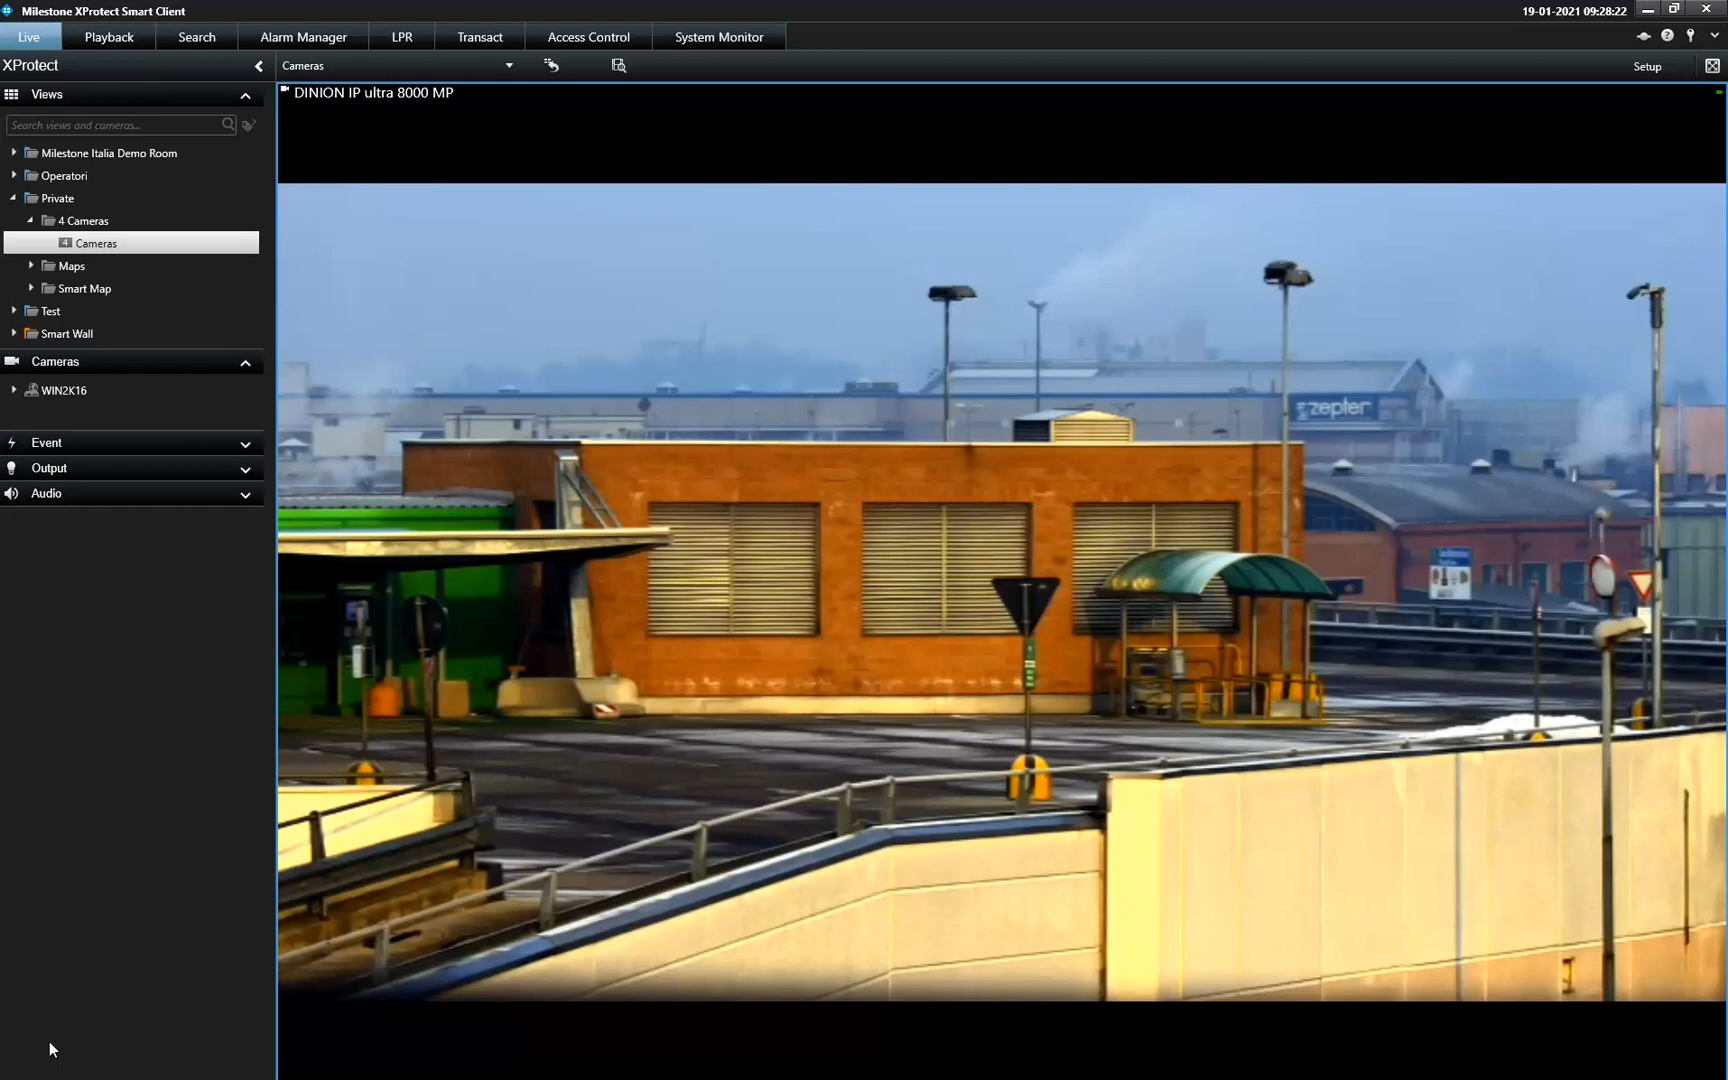 Milestone XProtect Smart Client
19-01-2021 09:28:22
Live
Playback
Search
Alarm Manager
LPR
Transact
Access Control
System Monitor
XProtect
Cameras
Setup
Views
DINION IP ultra 8000 MP
Search views and cameras...
Milestone Italia Demo Room
Operatori
Private
4 Cameras
4 Cameras
Maps
Smart Map
Test
Smart Wall
Cameras
WIN2K16
Event
Output
Audio
zepter